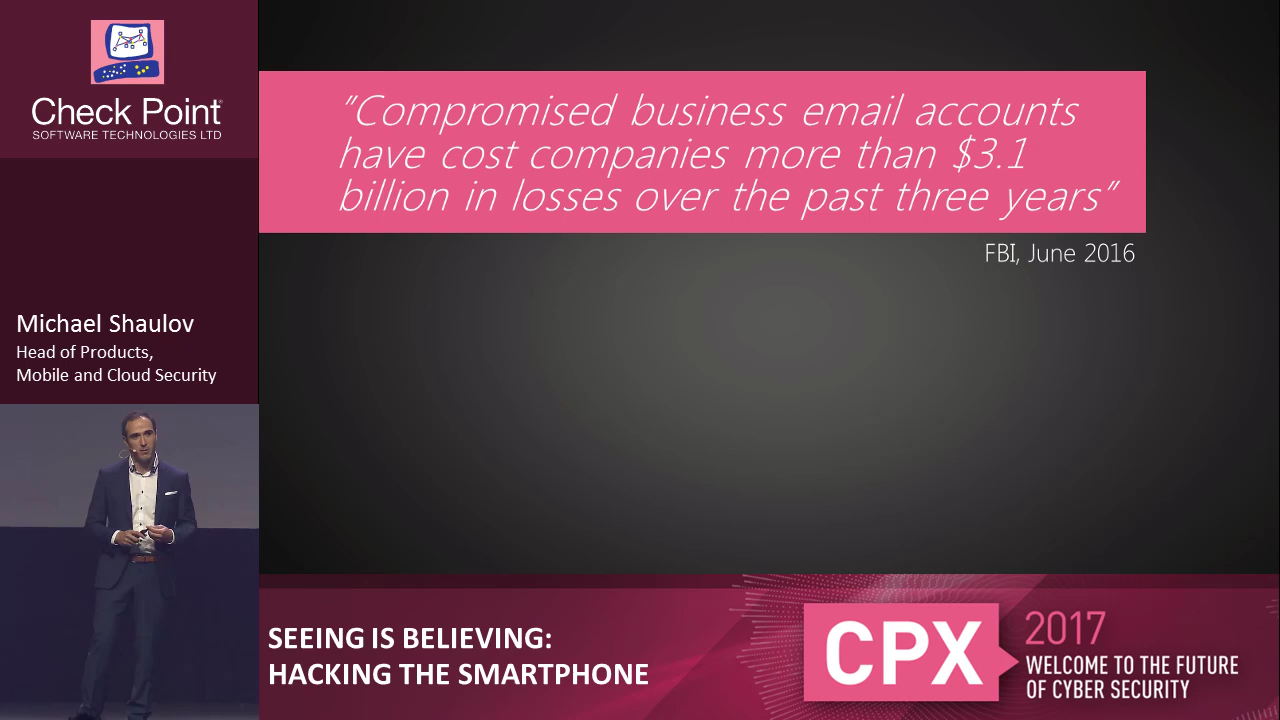 Check Point
SOFTWARE TECHNOLOGIES LTD
"Compromised business email accounts
have cost companies more than $3.1
billion in losses over the past three years"
FBI, June 2016
Michael Shaulov
Head of Products,
Mobile and Cloud Security
SEEING IS BELIEVING:
HACKING THE SMARTPHONE
CPX
2017
WELCOME TO THE FUTURE
OF CYBER SECURITY